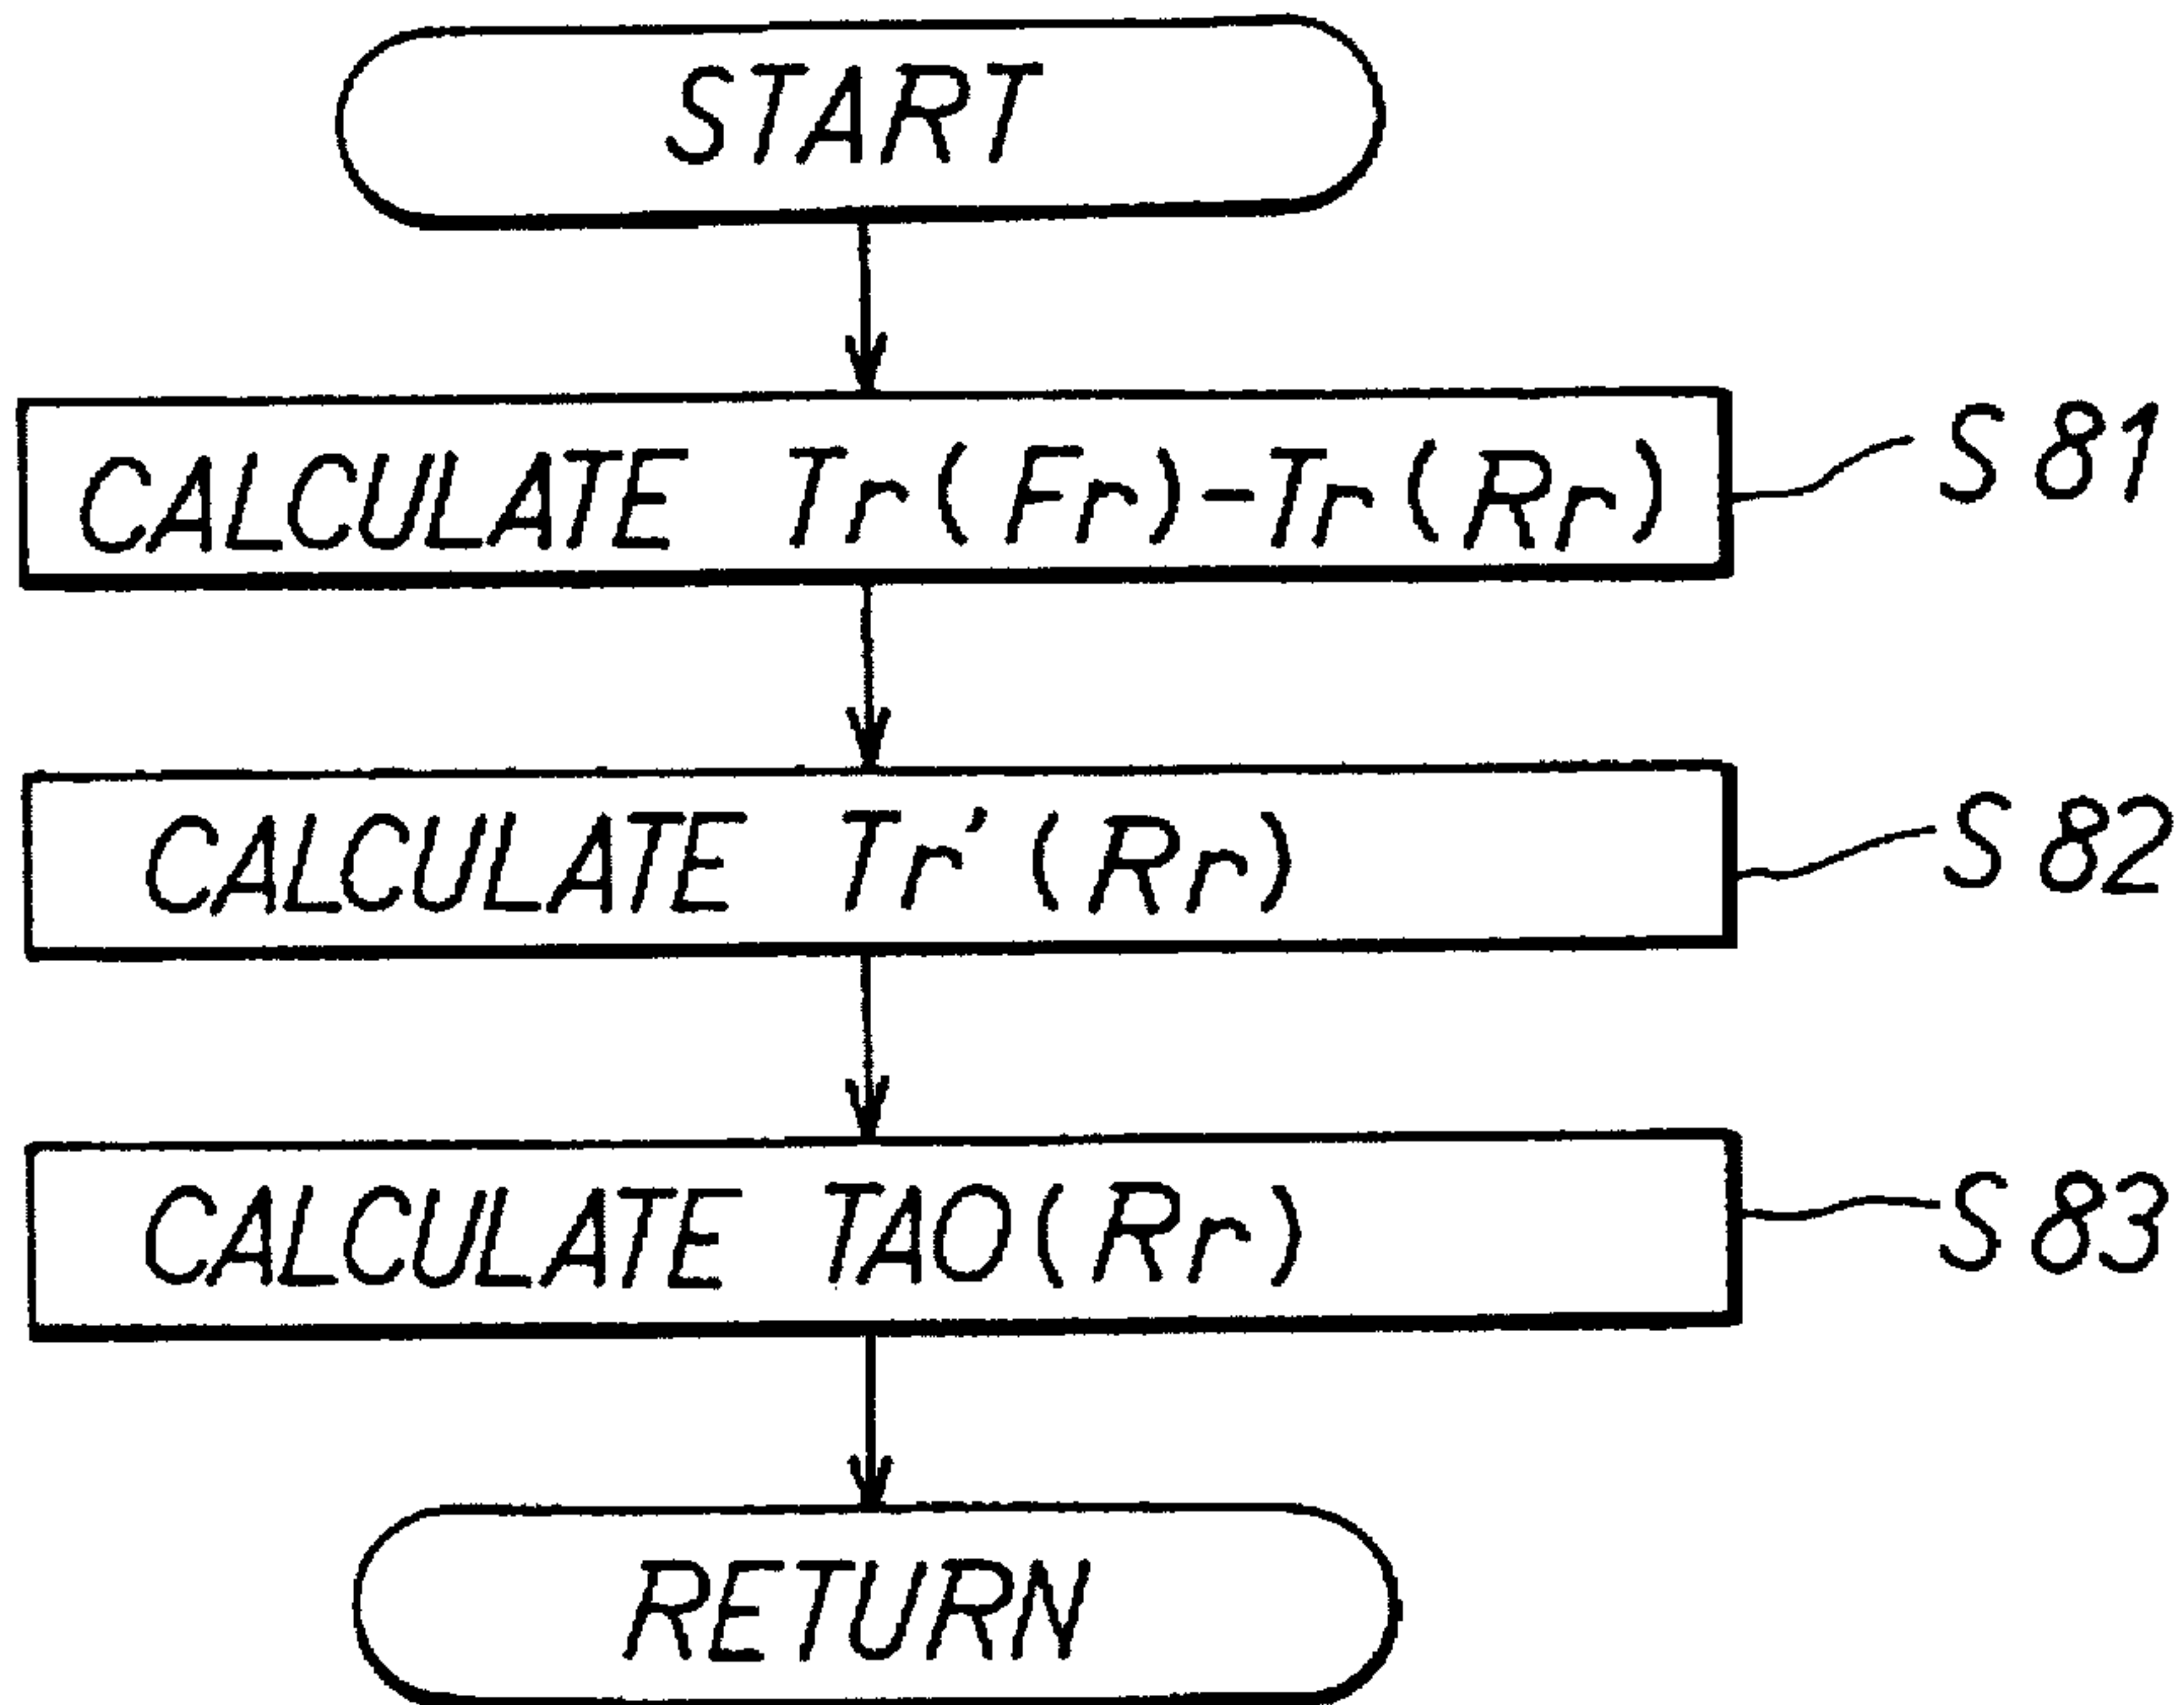 START
CALCULATE Tr(Fr)-Tr(Rr) S81
CALCULATE Tr'(Rr) S82
CALCULATE TAO(Rr) S83
RETURN